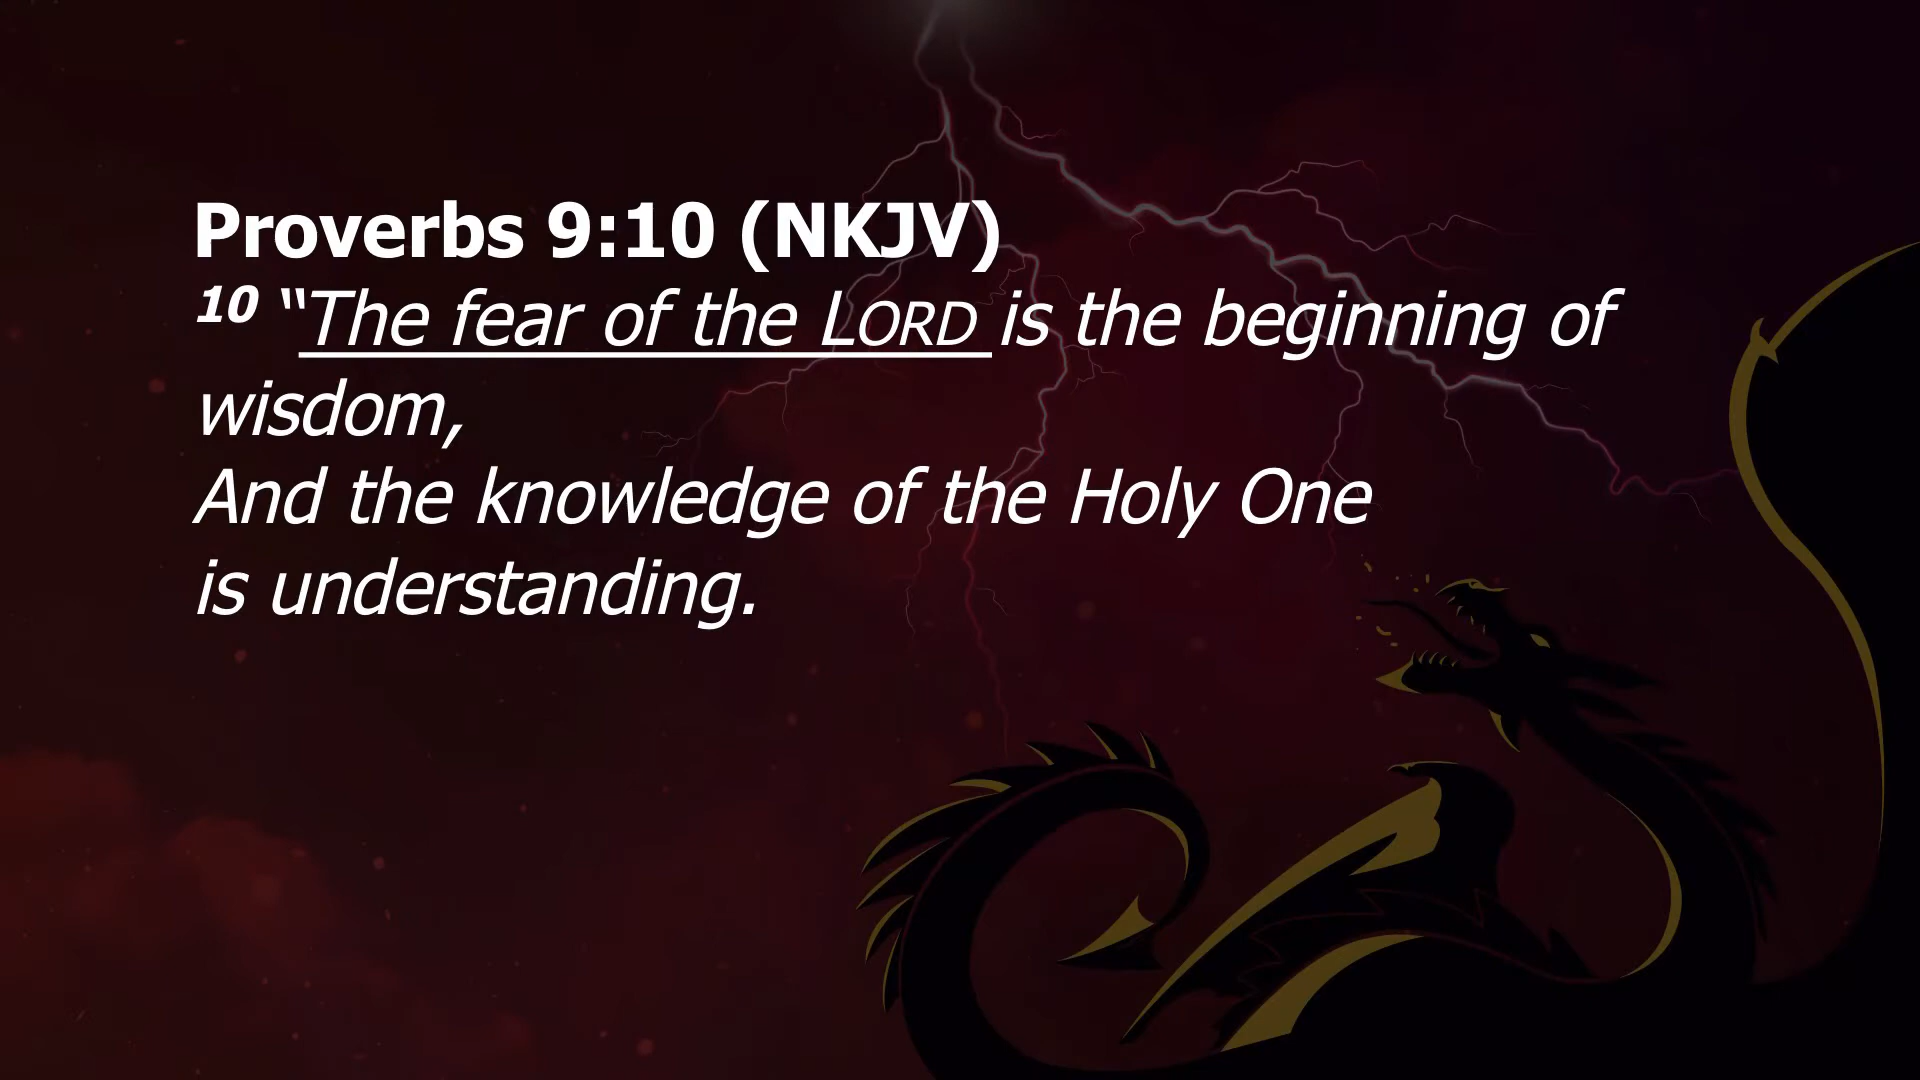 Proverbs 9:10 (NKJV)
10 “The fear of the LORD is the beginning of
wisdom,
And the knowledge of the Holy One
is understanding.